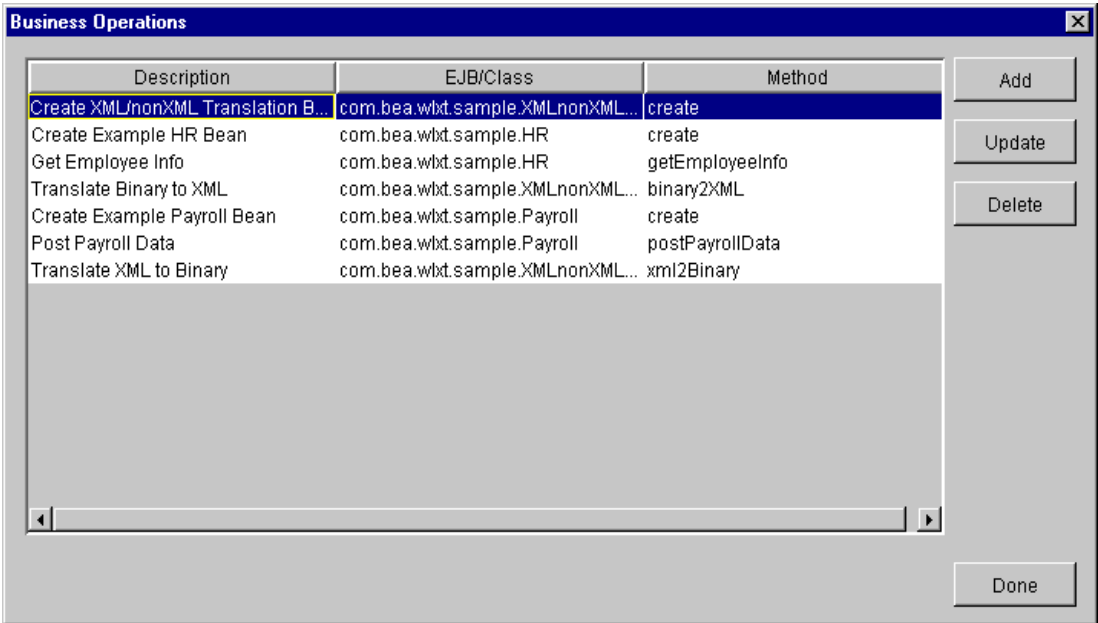 Business Operations
Description EJB/Class Method
Create XML/nonXML Translation B... com.bea.wlxt.sample.XMLnonXML... create
Create Example HR Bean com.bea.wlxt.sample.HR create
Get Employee Info com.bea.wlxt.sample.HR getEmployeeInfo
Translate Binary to XML com.bea.wlxt.sample.XMLnonXML... binary2XML
Create Example Payroll Bean com.bea.wlxt.sample.Payroll create
Post Payroll Data com.bea.wlxt.sample.Payroll postPayrollData
Translate XML to Binary com.bea.wlxt.sample.XMLnonXML... xml2Binary
Add
Update
Delete
Done